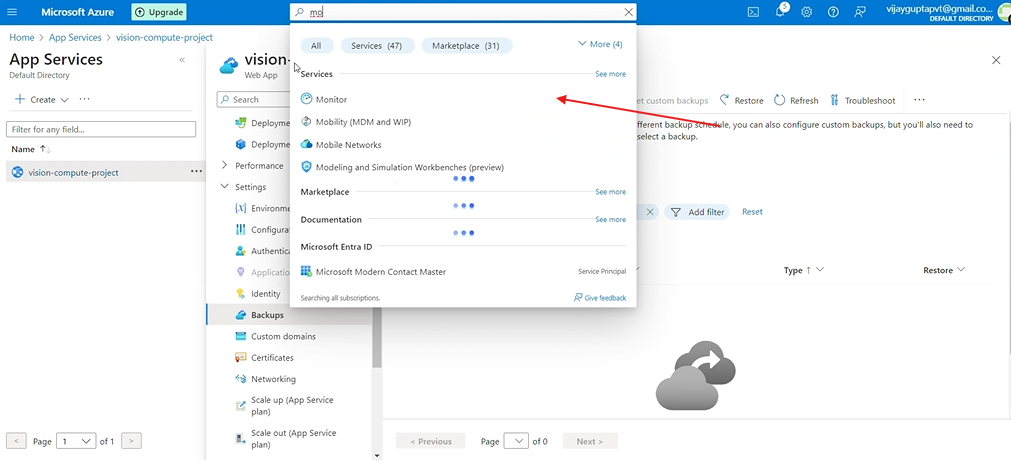 Microsoft Azure
Upgrade
mo
5
vijayguptapvt@gmail.co...
DEFAULT DIRECTORY
Home > App Services > vision-compute-project
App Services
Default Directory
«
+ Create
...
Filter for any field...
Name ↑
vision-compute-project
...
< Page 1 of 1 >
vision-
Web App
Search
Deployme
Deployme
Performance
Settings
Environme
Configurat
Authentica
Application
Identity
Backups
Custom domains
Certificates
Networking
Scale up (App Service
plan)
Scale out (App Service
plan)
All
Services (47)
Marketplace (31)
More (4)
Services
See more
Monitor
Mobility (MDM and WIP)
Mobile Networks
Modeling and Simulation Workbenches (preview)
Marketplace
See more
Documentation
See more
Microsoft Entra ID
Microsoft Modern Contact Master
Service Principal
Searching all subscriptions.
Give feedback
et custom backups
Restore
Refresh
Troubleshoot
...
fferent backup schedule, you can also configure custom backups, but you'll also need to
select a backup.
Add filter
Reset
Type ↑
Restore
< Previous
Page
of 0
Next >